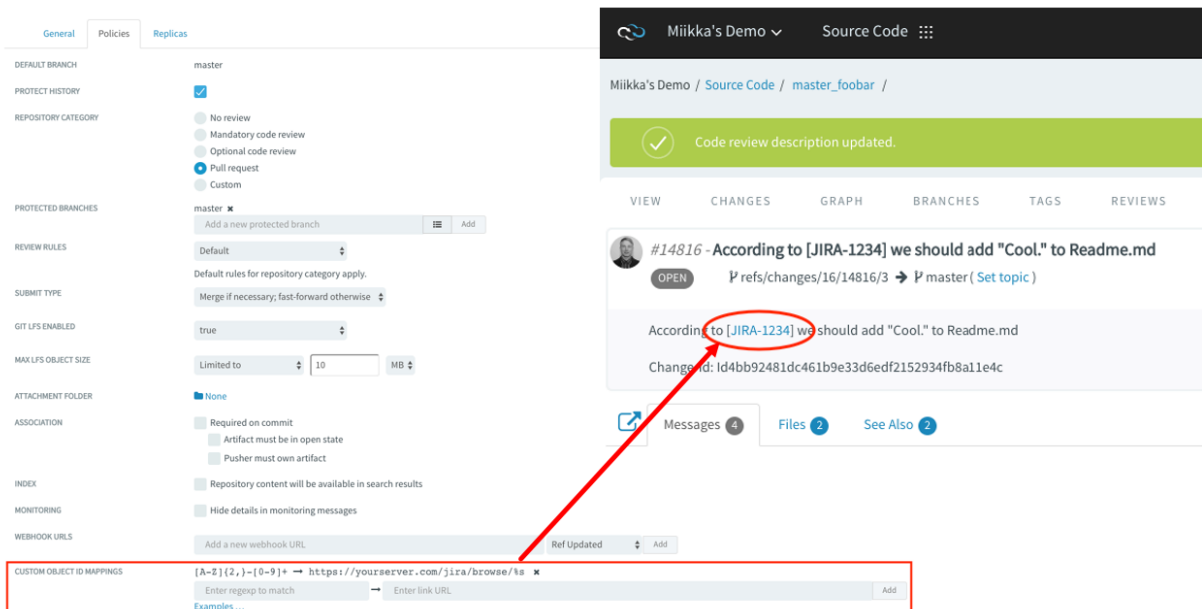 General Policies Replicas
DEFAULT BRANCH master
PROTECT HISTORY
REPOSITORY CATEGORY No review
Mandatory code review
Optional code review
Pull request
Custom
PROTECTED BRANCHES master ×
Add a new protected branch Add
REVIEW RULES Default
Default rules for repository category apply.
SUBMIT TYPE Merge if necessary; fast-forward otherwise
GIT LFS ENABLED true
MAX LFS OBJECT SIZE Limited to 10 MB
ATTACHMENT FOLDER None
ASSOCIATION Required on commit
Artifact must be in open state
Pusher must own artifact
INDEX Repository content will be available in search results
MONITORING Hide details in monitoring messages
WEBHOOK URLS Add a new webhook URL Ref Updated Add
CUSTOM OBJECT ID MAPPINGS [A-Z]{2,}-[0-9]+ → https://yourserver.com/jira/browse/%s ×
Enter regexp to match → Enter link URL Add
Examples ...
Miikka's Demo Source Code
Miikka's Demo / Source Code / master_foobar /
Code review description updated.
VIEW CHANGES GRAPH BRANCHES TAGS REVIEWS
#14816 - According to [JIRA-1234] we should add "Cool." to Readme.md
OPEN refs/changes/16/14816/3 → master ( Set topic )
According to [JIRA-1234] we should add "Cool." to Readme.md
Change-Id: Id4bb92481dc461b9e33d6edf2152934fb8a11e4c
Messages 4 Files 2 See Also 2